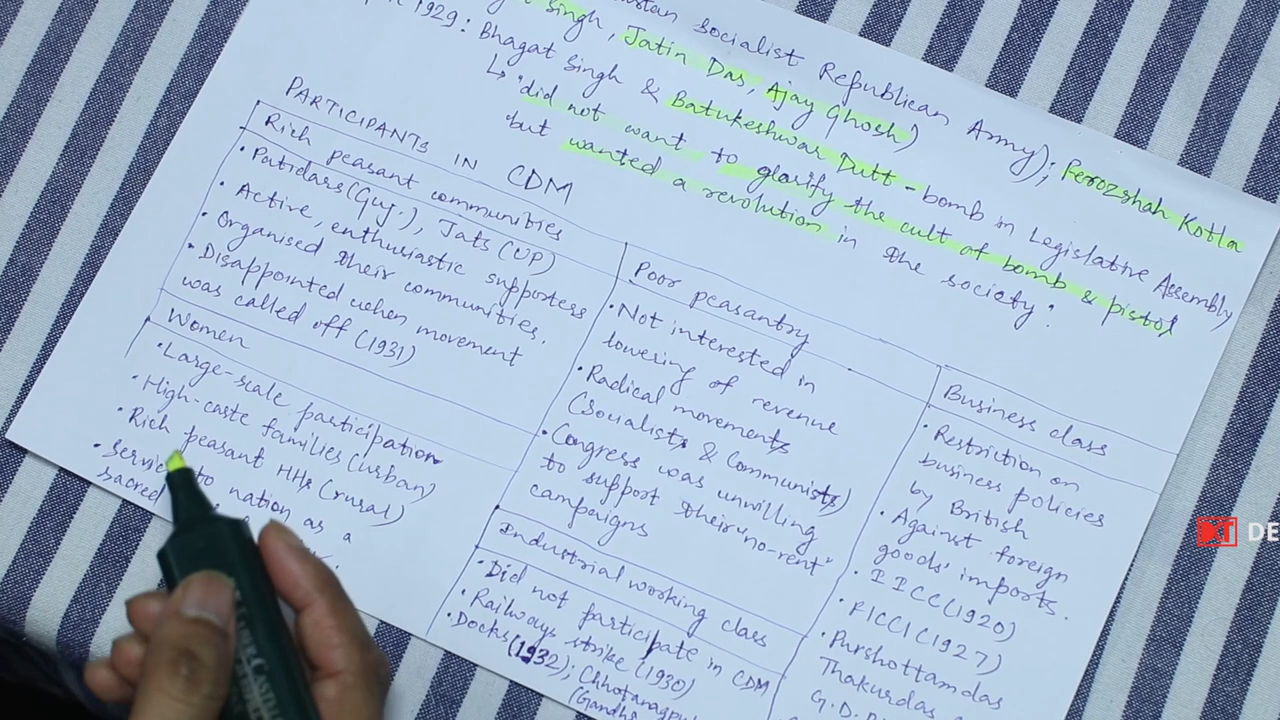 Socialist Republican Army); Ferozshah Kotla
Singh, Jatin Das, Ajay Ghosh)
1929: Bhagat Singh & Batukeshwar Dutt - bomb in Legislative Assembly
↳ "did not want to glorify the cult of bomb & pistol
but wanted a revolution in the society."
PARTICIPANTS IN CDM
Rich peasant communities
• Patidars (Guj.), Jats (UP)
• Active, enthusiastic supporters
• Organised their communities.
• Disappointed when movement
was called off (1931)
Women
• Large-scale participation
• High-caste families (urban)
• Rich peasant HHs (rural)
• Service to nation as a
sacred
Poor peasantry
• Not interested in
lowering of revenue
• Radical movements
(Socialists & Communists)
• Congress was unwilling
to support their "no-rent"
campaigns
Industrial working class
• Did not participate in CDM
• Railways strike (1930)
• Docks (1932); Chhotanagpu
(Gandh
Business class
• Restriction on
business policies
by British
• Against foreign
goods' imports.
• IICC (1920)
• FICCI (1927)
• Purshottamdas
Thakurdas
G.D.
DE